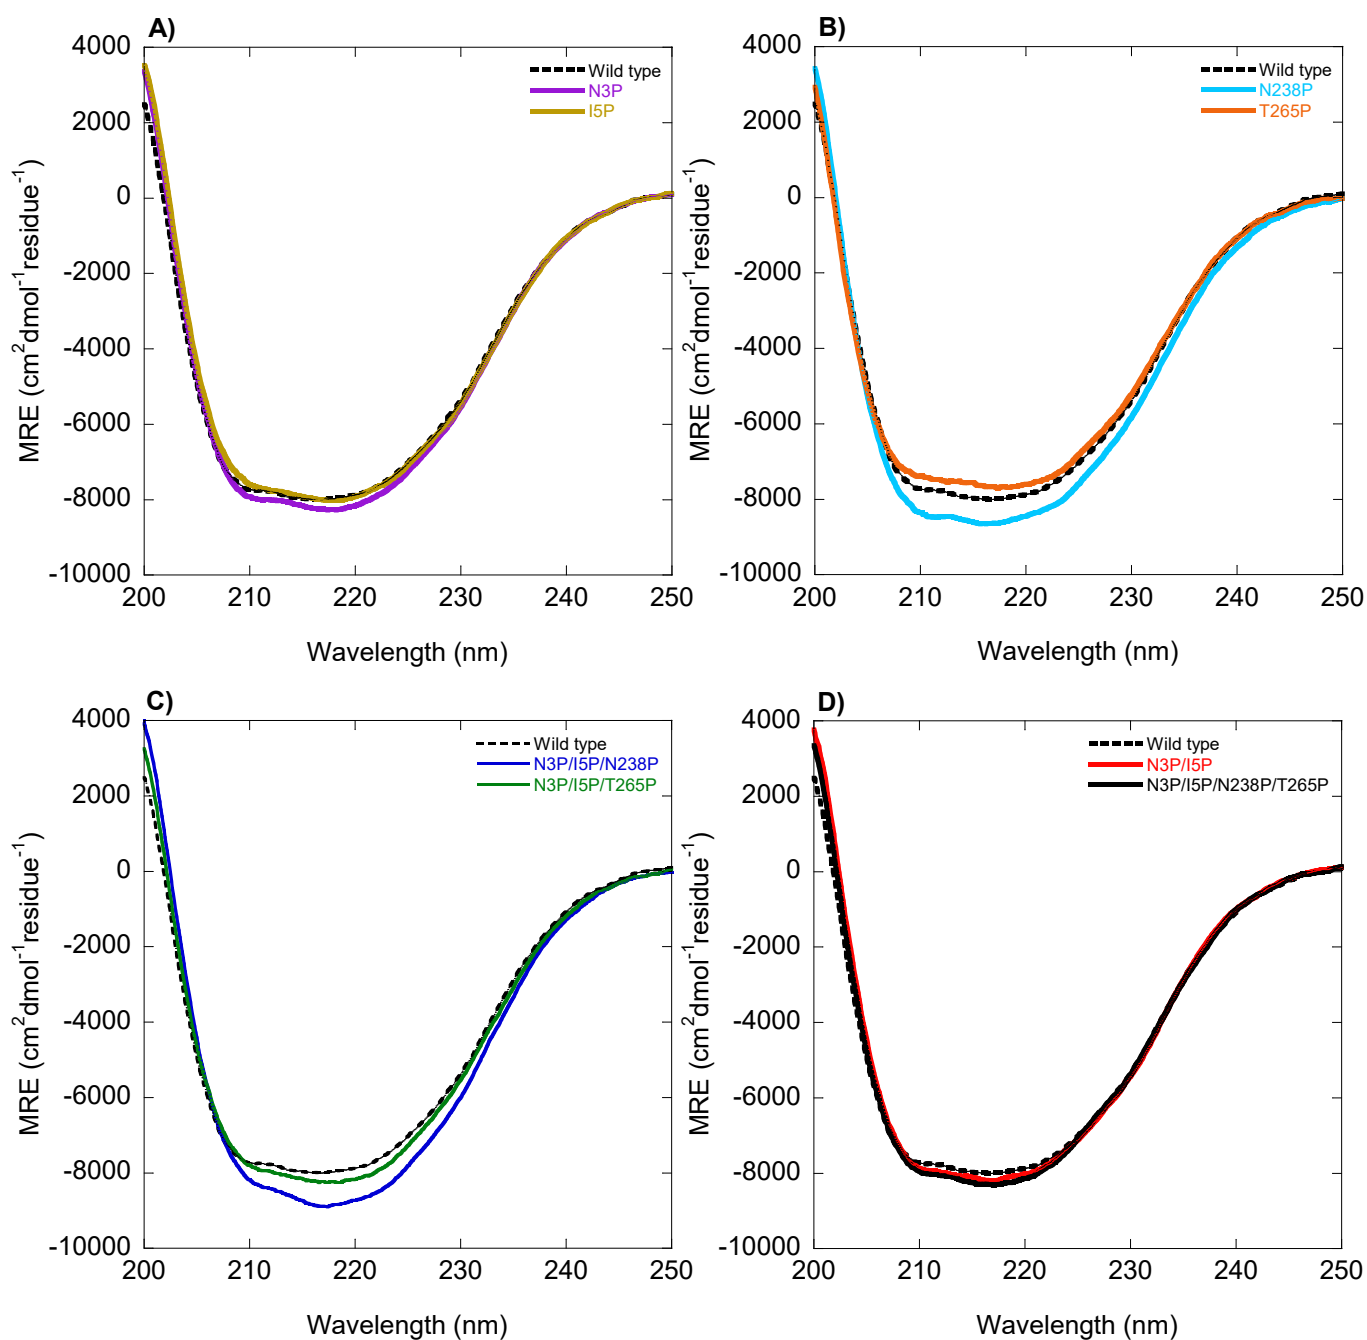 A)
4000
2000
0
-2000
-4000
-6000
-8000
-10000
MRE (cm²dmol⁻¹residue⁻¹)
Wild type
N3P
I5P
200 210 220 230 240 250
Wavelength (nm)
B)
4000
2000
0
-2000
-4000
-6000
-8000
-10000
MRE (cm²dmol⁻¹residue⁻¹)
Wild type
N238P
T265P
200 210 220 230 240 250
Wavelength (nm)
C)
4000
2000
0
-2000
-4000
-6000
-8000
-10000
MRE (cm²dmol⁻¹residue⁻¹)
Wild type
N3P/I5P/N238P
N3P/I5P/T265P
200 210 220 230 240 250
Wavelength (nm)
D)
4000
2000
0
-2000
-4000
-6000
-8000
-10000
MRE (cm²dmol⁻¹residue⁻¹)
Wild type
N3P/I5P
N3P/I5P/N238P/T265P
200 210 220 230 240 250
Wavelength (nm)